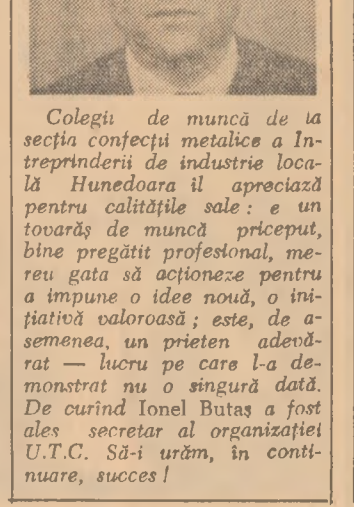 Colegii de muncă de la
secția confecții metalice a În-
treprinderii de industrie loca-
lă Hunedoara îl apreciază
pentru calitățile sale : e un
tovarăș de muncă priceput,
bine pregătit profesional, me-
reu gata să acționeze pentru
a impune o idee nouă, o ini-
țiativă valoroasă ; este, de a-
semenea, un prieten adevă-
rat — lucru pe care l-a de-
monstrat nu o singură dată.
De curînd Ionel Butaș a fost
ales secretar al organizației
U.T.C. Să-i urăm, în conti-
nuare, succes !